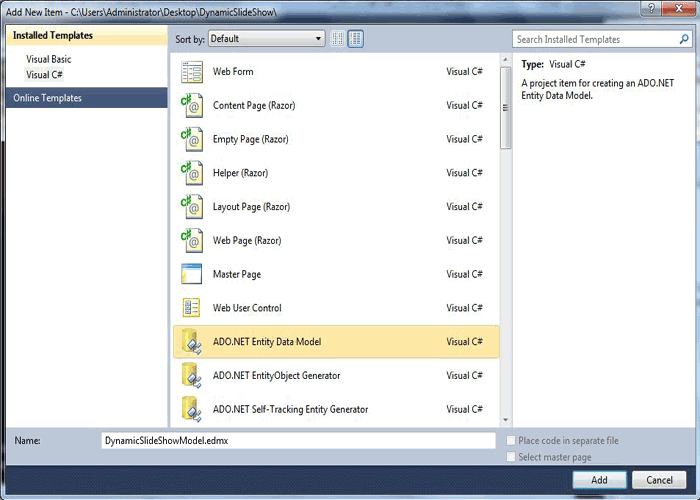 Add New Item - C:\Users\Administrator\Desktop\DynamicSlideShow\
Installed Templates
Visual Basic
Visual C#
Online Templates
Sort by: Default
Search Installed Templates
Web Form Visual C#
Content Page (Razor) Visual C#
Empty Page (Razor) Visual C#
Helper (Razor) Visual C#
Layout Page (Razor) Visual C#
Web Page (Razor) Visual C#
Master Page Visual C#
Web User Control Visual C#
ADO.NET Entity Data Model Visual C#
ADO.NET EntityObject Generator Visual C#
ADO.NET Self-Tracking Entity Generator Visual C#
Type: Visual C#
A project item for creating an ADO.NET
Entity Data Model.
Name: DynamicSlideShowModel.edmx
Place code in separate file
Select master page
Add Cancel